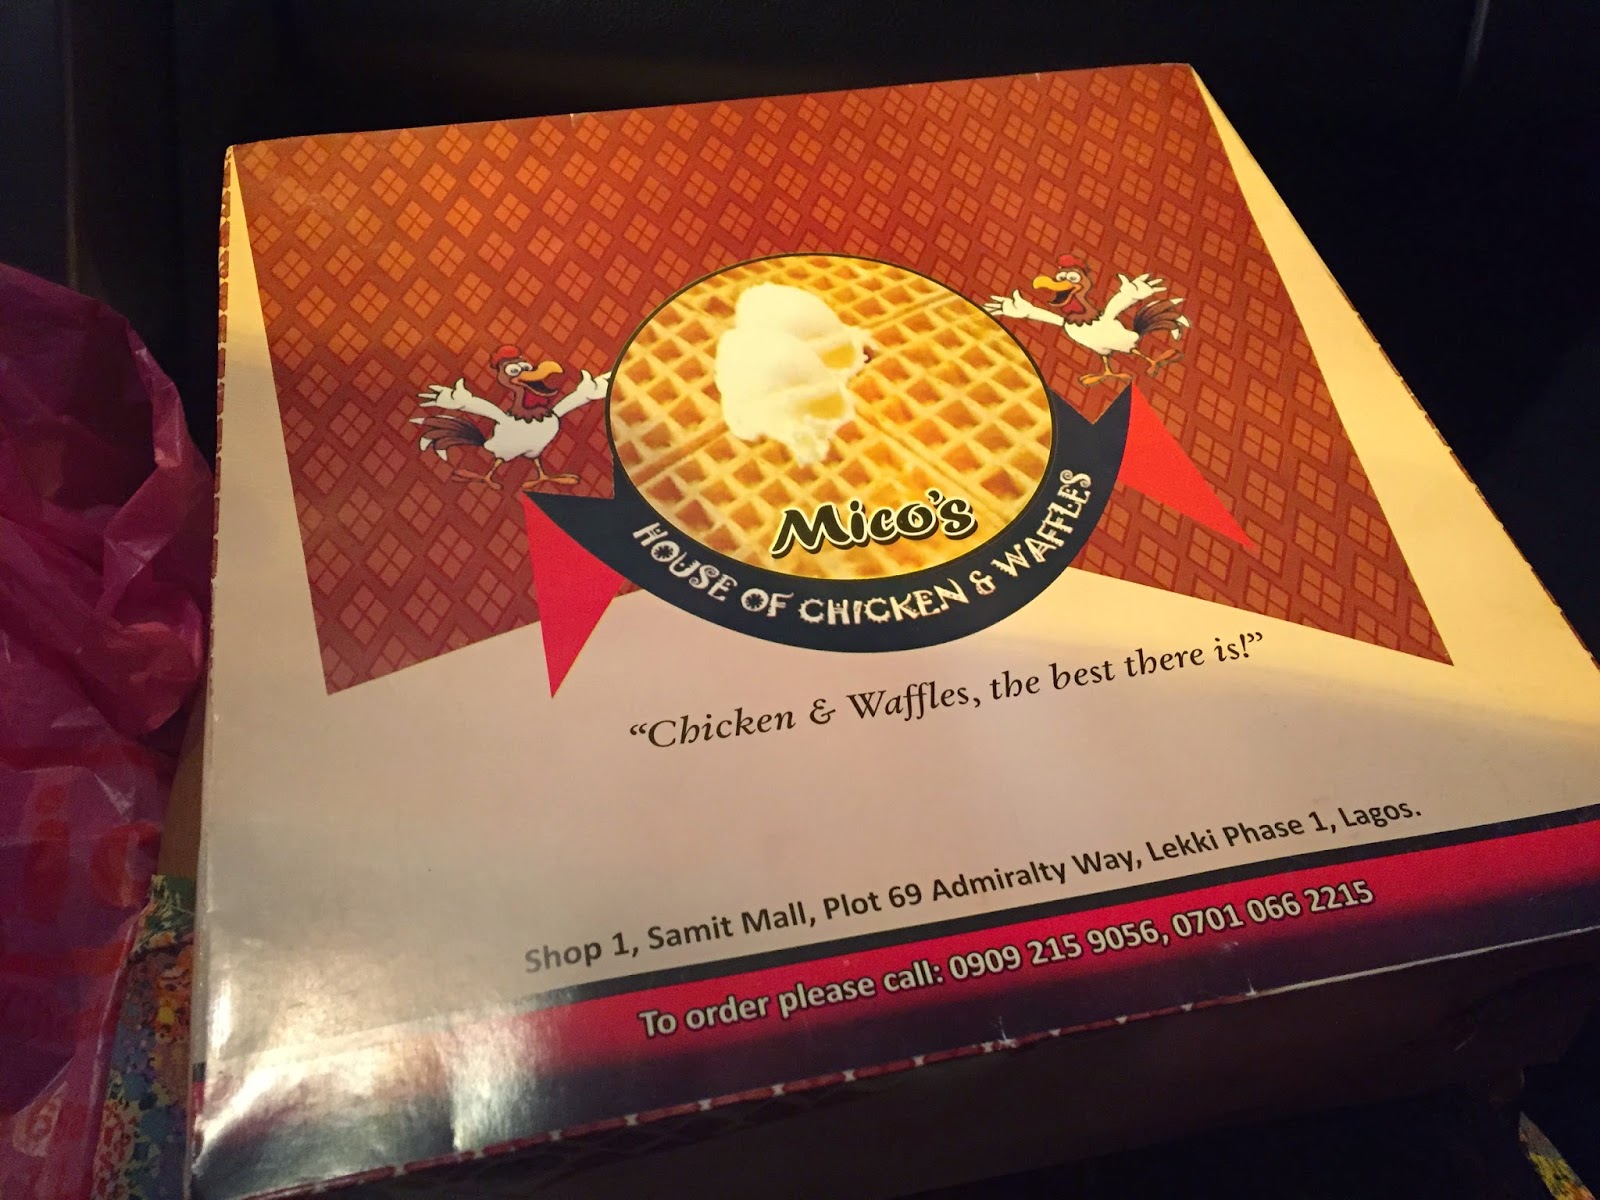 Mico's
HOUSE OF CHICKEN & WAFFLES
“Chicken & Waffles, the best there is!”
Shop 1, Samit Mall, Plot 69 Admiralty Way, Lekki Phase 1, Lagos.
To order please call: 0909 215 9056, 0701 066 2215